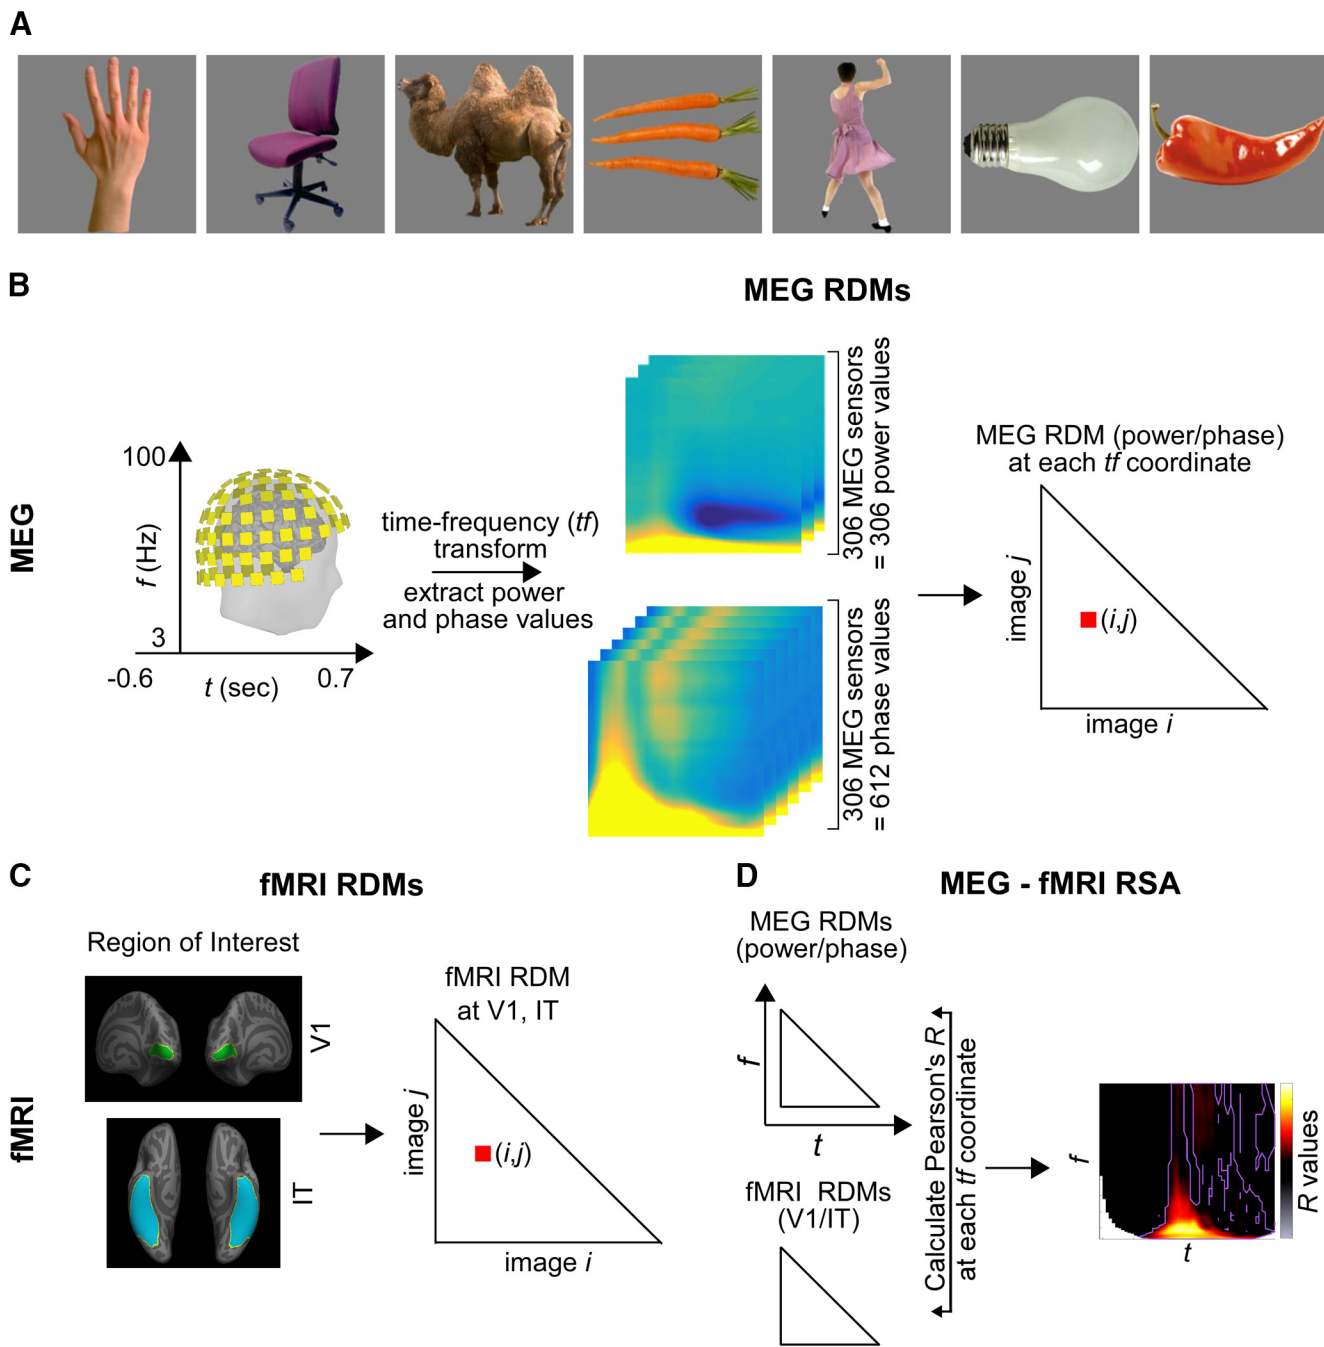 A
B
MEG RDMs
MEG
100
f (Hz)
3
-0.6
t (sec)
0.7
time-frequency (tf)
transform
extract power
and phase values
306 MEG sensors
= 306 power values
306 MEG sensors
= 612 phase values
MEG RDM (power/phase)
at each tf coordinate
image j
(i,j)
image i
C
fMRI RDMs
fMRI
Region of Interest
V1
IT
fMRI RDM
at V1, IT
image j
(i,j)
image i
D
MEG - fMRI RSA
MEG RDMs
(power/phase)
f
t
fMRI RDMs
(V1/IT)
Calculate Pearson's R
at each tf coordinate
f
t
R values